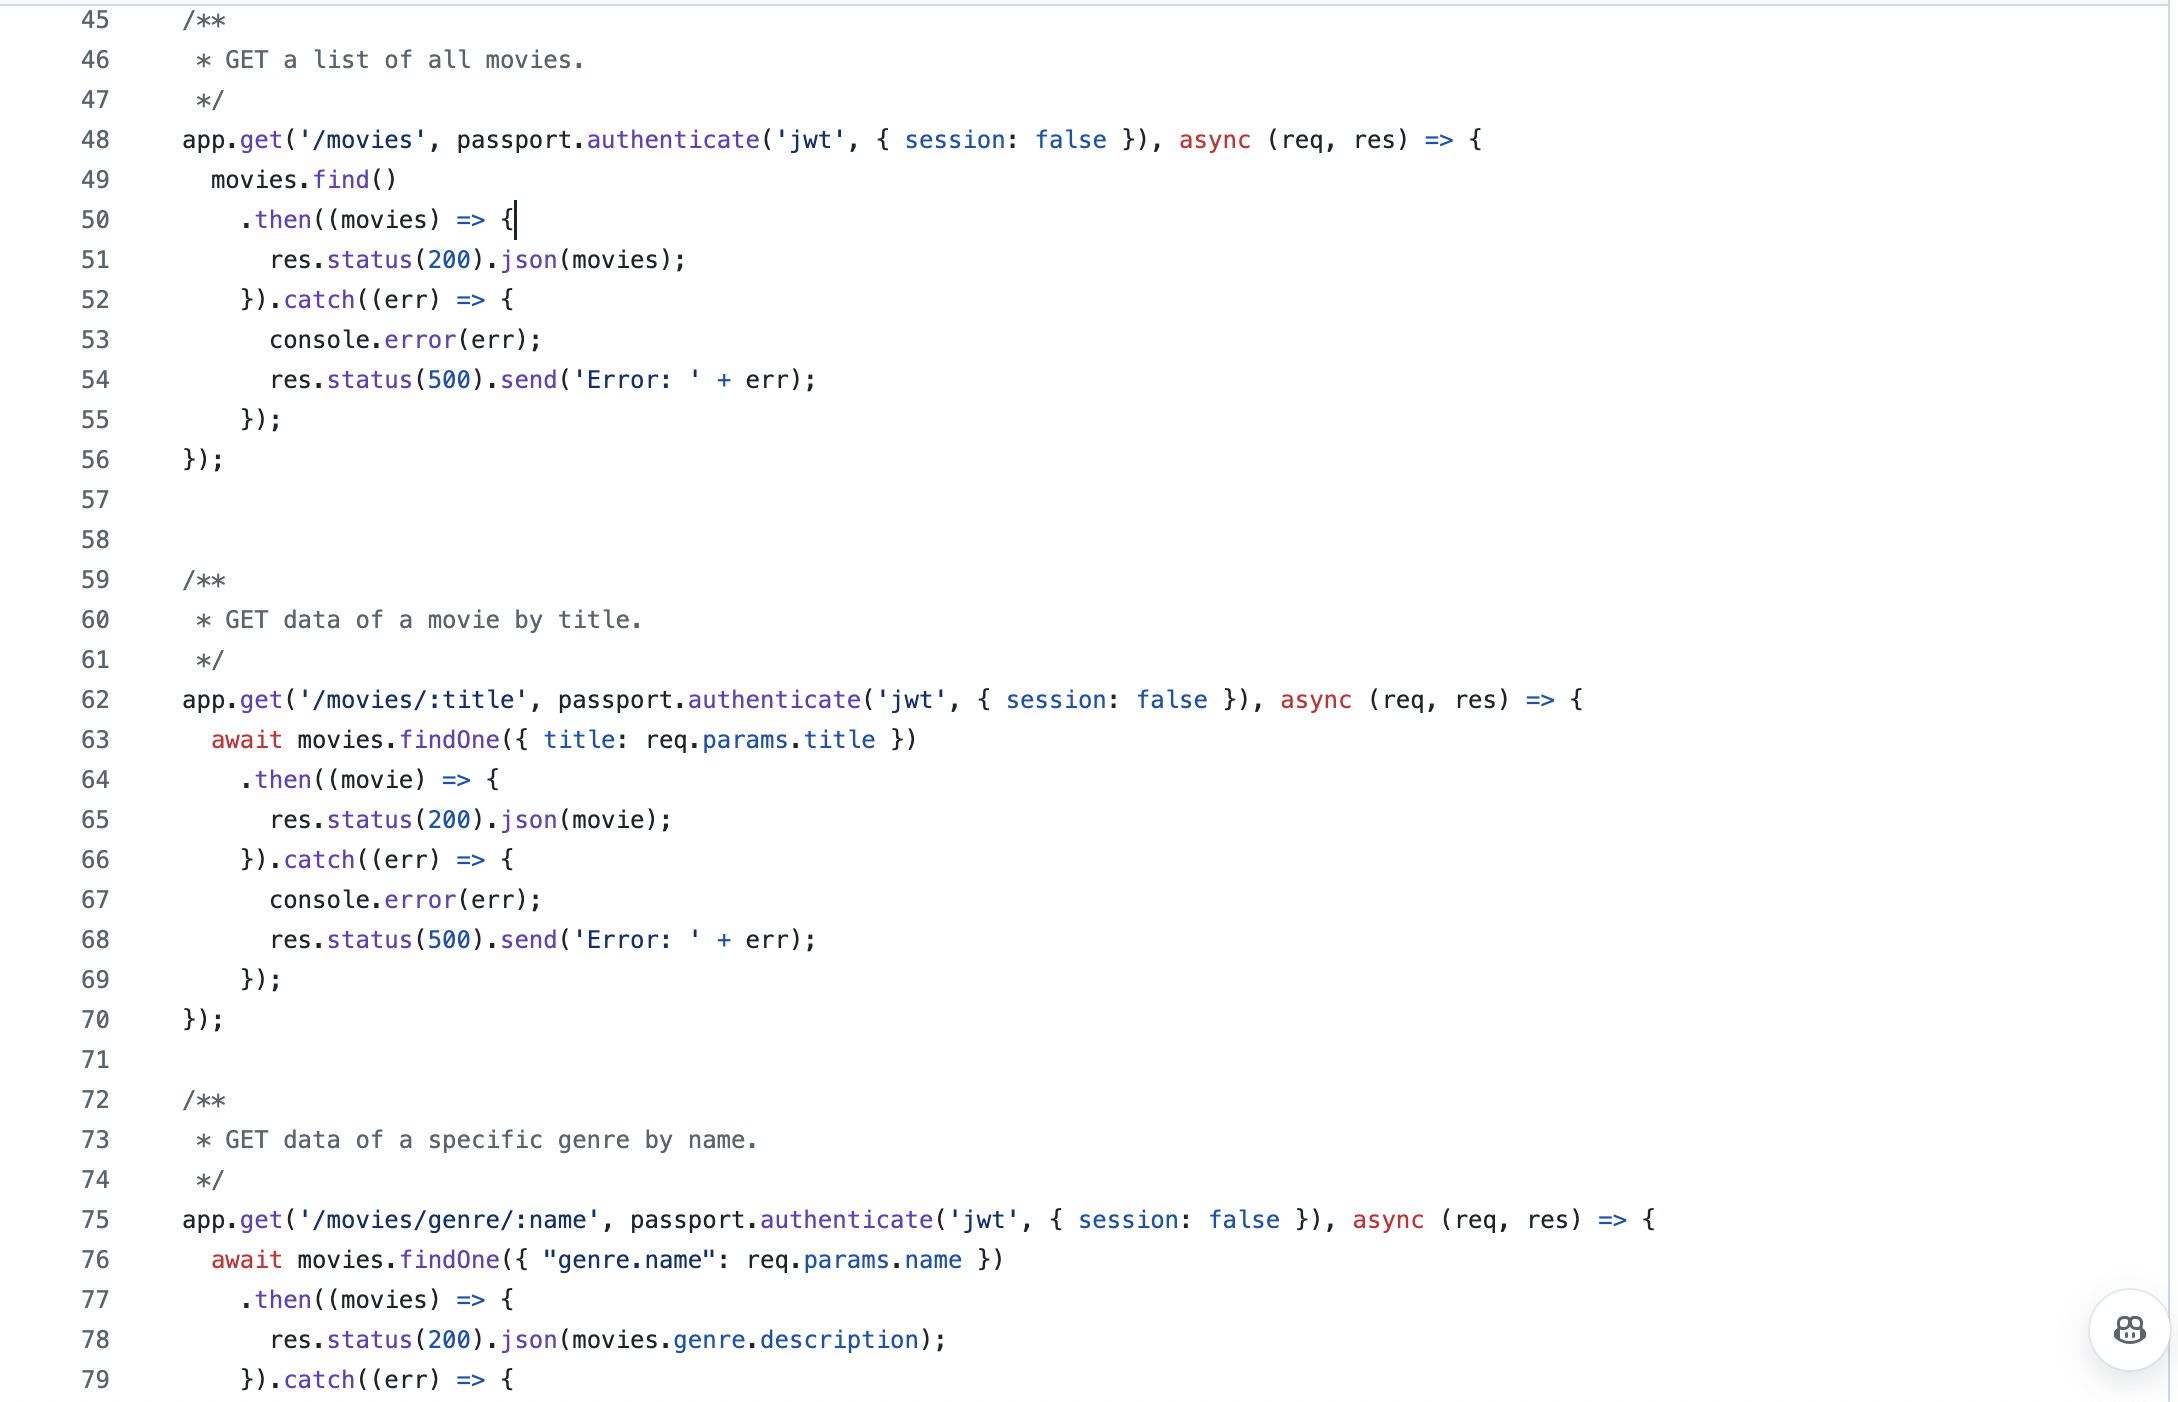 45 /**
46  * GET a list of all movies.
47  */
48 app.get('/movies', passport.authenticate('jwt', { session: false }), async (req, res) => {
49   movies.find()
50     .then((movies) => {
51       res.status(200).json(movies);
52     }).catch((err) => {
53       console.error(err);
54       res.status(500).send('Error: ' + err);
55     });
56 });
57
58
59 /**
60  * GET data of a movie by title.
61  */
62 app.get('/movies/:title', passport.authenticate('jwt', { session: false }), async (req, res) => {
63   await movies.findOne({ title: req.params.title })
64     .then((movie) => {
65       res.status(200).json(movie);
66     }).catch((err) => {
67       console.error(err);
68       res.status(500).send('Error: ' + err);
69     });
70 });
71
72 /**
73  * GET data of a specific genre by name.
74  */
75 app.get('/movies/genre/:name', passport.authenticate('jwt', { session: false }), async (req, res) => {
76   await movies.findOne({ "genre.name": req.params.name })
77     .then((movies) => {
78       res.status(200).json(movies.genre.description);
79     }).catch((err) => {